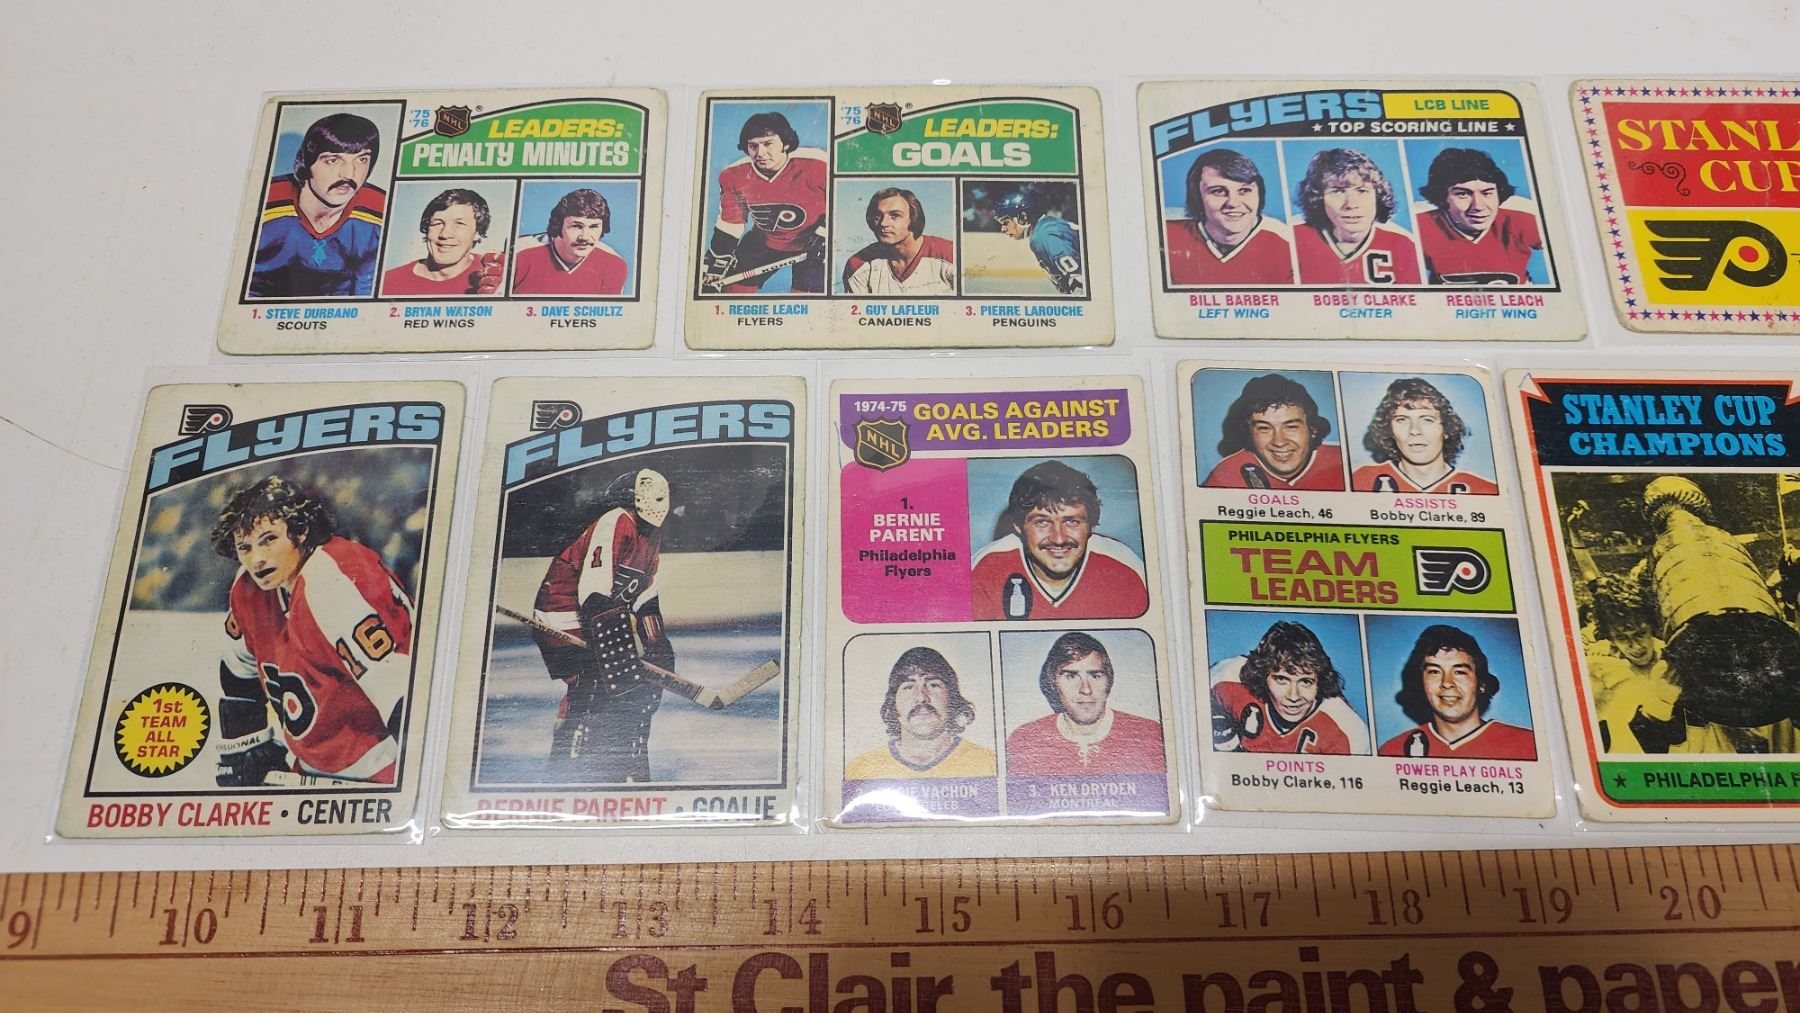 '75 '76 NHL ®
LEADERS:
PENALTY MINUTES
1. STEVE DURBANO
SCOUTS
2. BRYAN WATSON
RED WINGS
3. DAVE SCHULTZ
FLYERS
'75 '76 NHL ®
LEADERS:
GOALS
1. REGGIE LEACH
FLYERS
2. GUY LAFLEUR
CANADIENS
3. PIERRE LAROUCHE
PENGUINS
FLYERS
LCB LINE
★ TOP SCORING LINE ★
C
BILL BARBER
LEFT WING
BOBBY CLARKE
CENTER
REGGIE LEACH
RIGHT WING
STANL
CUP
FLYERS
16
1st
TEAM
ALL
STAR
BOBBY CLARKE • CENTER
FLYERS
1
BERNIE PARENT • GOALIE
1974-75
NHL
GOALS AGAINST
AVG. LEADERS
1.
BERNIE
PARENT
Philadelphia
Flyers
VACHON
3. KEN DRYDEN
MONTREAL
GOALS
Reggie Leach, 46
ASSISTS
Bobby Clarke, 89
PHILADELPHIA FLYERS
TEAM
LEADERS
POINTS
Bobby Clarke, 116
POWER PLAY GOALS
Reggie Leach, 13
STANLEY CUP
CHAMPIONS
★ PHILADELPHIA F
9 10 11 12 13 14 15 16 17 18 19 20
St Clair the paint & paper